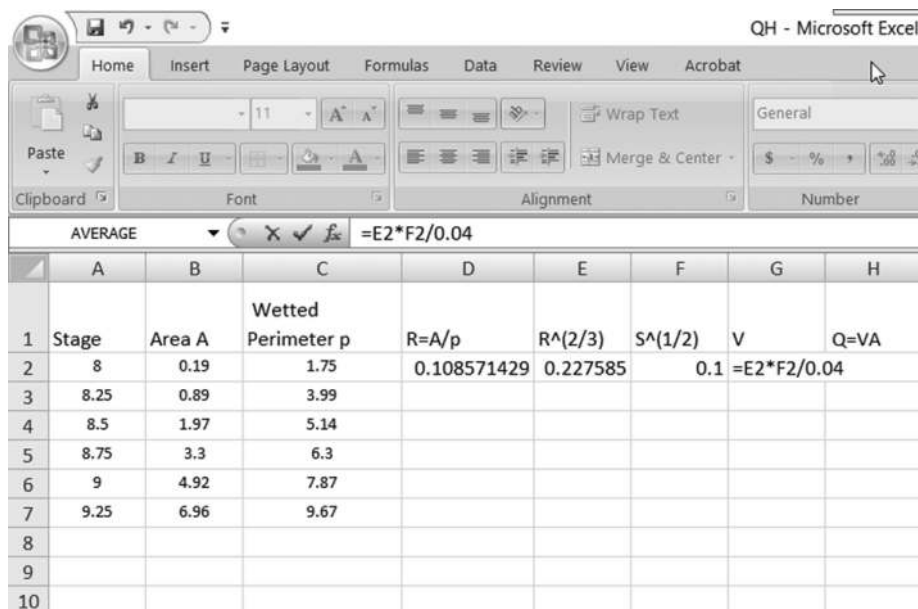 QH - Microsoft Excel
Home Insert Page Layout Formulas Data Review View Acrobat
Paste
11 A A Wrap Text General
B I U A Merge & Center $ % ,
Clipboard Font Alignment Number
AVERAGE fx =E2*F2/0.04
A B C D E F G H
Wetted
1 Stage Area A Perimeter p R=A/p R^(2/3) S^(1/2) V Q=VA
2 8 0.19 1.75 0.108571429 0.227585 0.1 =E2*F2/0.04
3 8.25 0.89 3.99
4 8.5 1.97 5.14
5 8.75 3.3 6.3
6 9 4.92 7.87
7 9.25 6.96 9.67
8
9
10